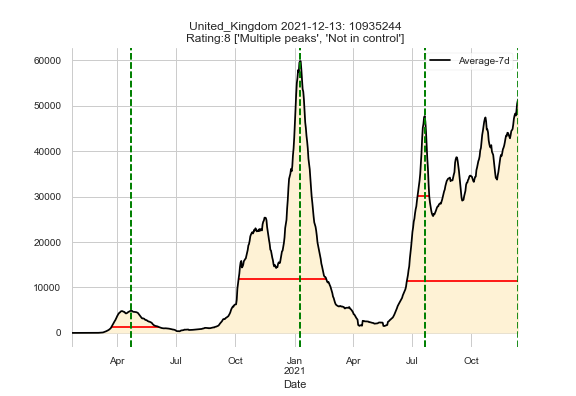 United_Kingdom 2021-12-13: 10935244
Rating:8 ['Multiple peaks', 'Not in control']
Average-7d
60000
50000
40000
30000
20000
10000
0
Apr Jul Oct Jan Apr Jul Oct
2021
Date